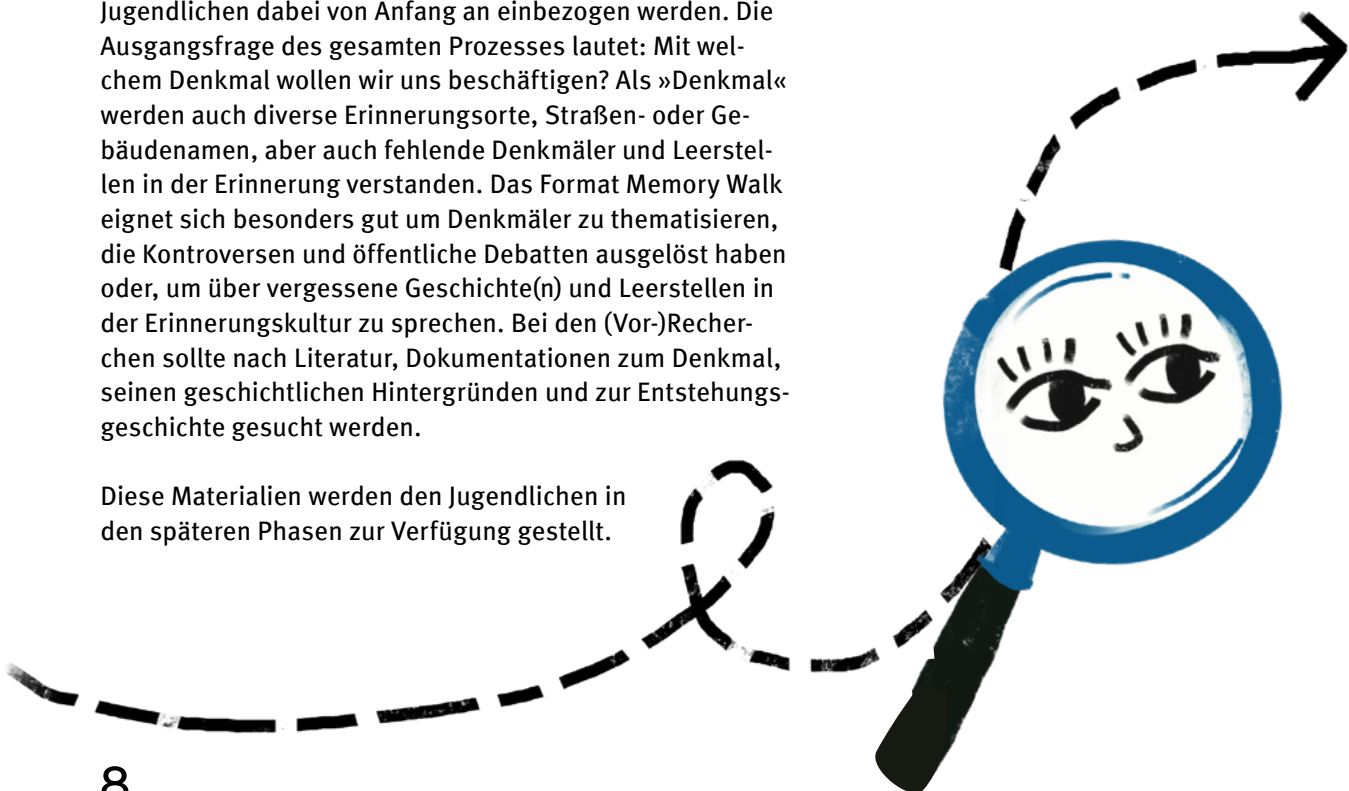 Jugendlichen dabei von Anfang an einbezogen werden. Die
Ausgangsfrage des gesamten Prozesses lautet: Mit wel-
chem Denkmal wollen wir uns beschäftigen? Als »Denkmal«
werden auch diverse Erinnerungsorte, Straßen- oder Ge-
bäudenamen, aber auch fehlende Denkmäler und Leerstel-
len in der Erinnerung verstanden. Das Format Memory Walk
eignet sich besonders gut um Denkmäler zu thematisieren,
die Kontroversen und öffentliche Debatten ausgelöst haben
oder, um über vergessene Geschichte(n) und Leerstellen in
der Erinnerungskultur zu sprechen. Bei den (Vor-)Recher-
chen sollte nach Literatur, Dokumentationen zum Denkmal,
seinen geschichtlichen Hintergründen und zur Entstehungs-
geschichte gesucht werden.
Diese Materialien werden den Jugendlichen in
den späteren Phasen zur Verfügung gestellt.
8